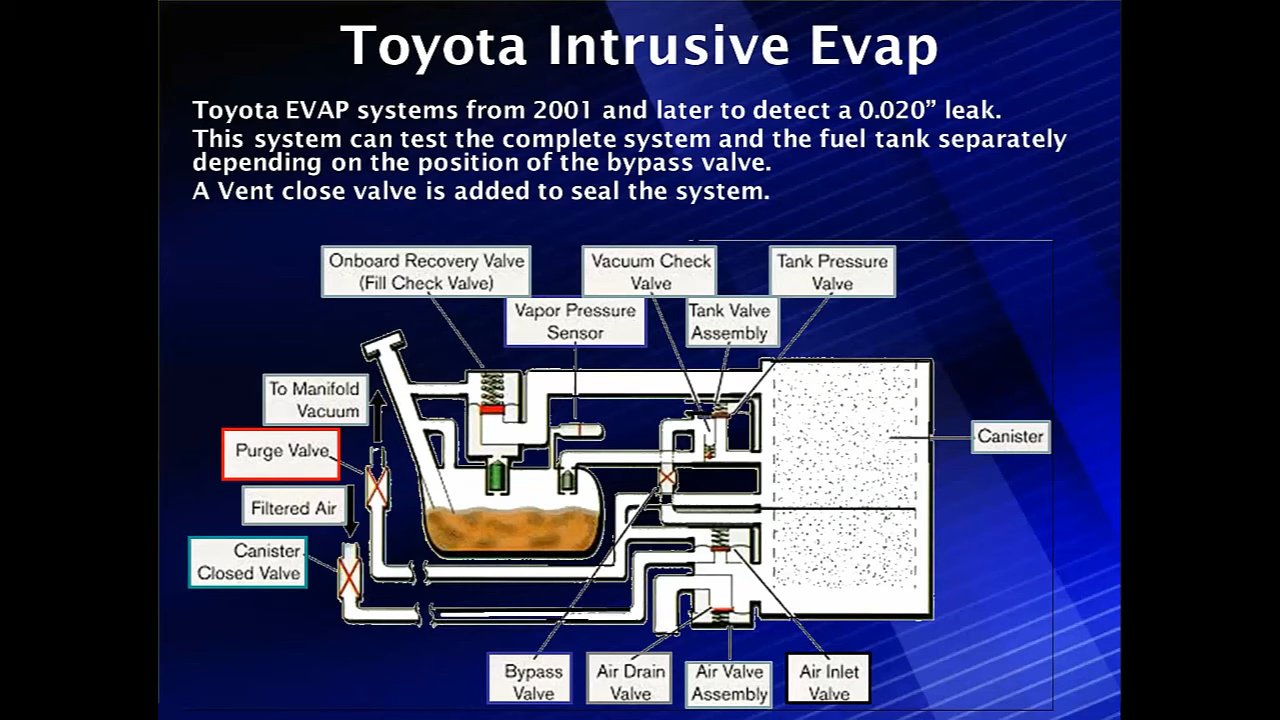 Toyota Intrusive Evap
Toyota EVAP systems from 2001 and later to detect a 0.020” leak.
This system can test the complete system and the fuel tank separately
depending on the position of the bypass valve.
A Vent close valve is added to seal the system.
Onboard Recovery Valve
(Fill Check Valve)
Vacuum Check
Valve
Tank Pressure
Valve
Vapor Pressure
Sensor
Tank Valve
Assembly
To Manifold
Vacuum
Purge Valve
Canister
Filtered Air
Canister
Closed Valve
Bypass
Valve
Air Drain
Valve
Air Valve
Assembly
Air Inlet
Valve